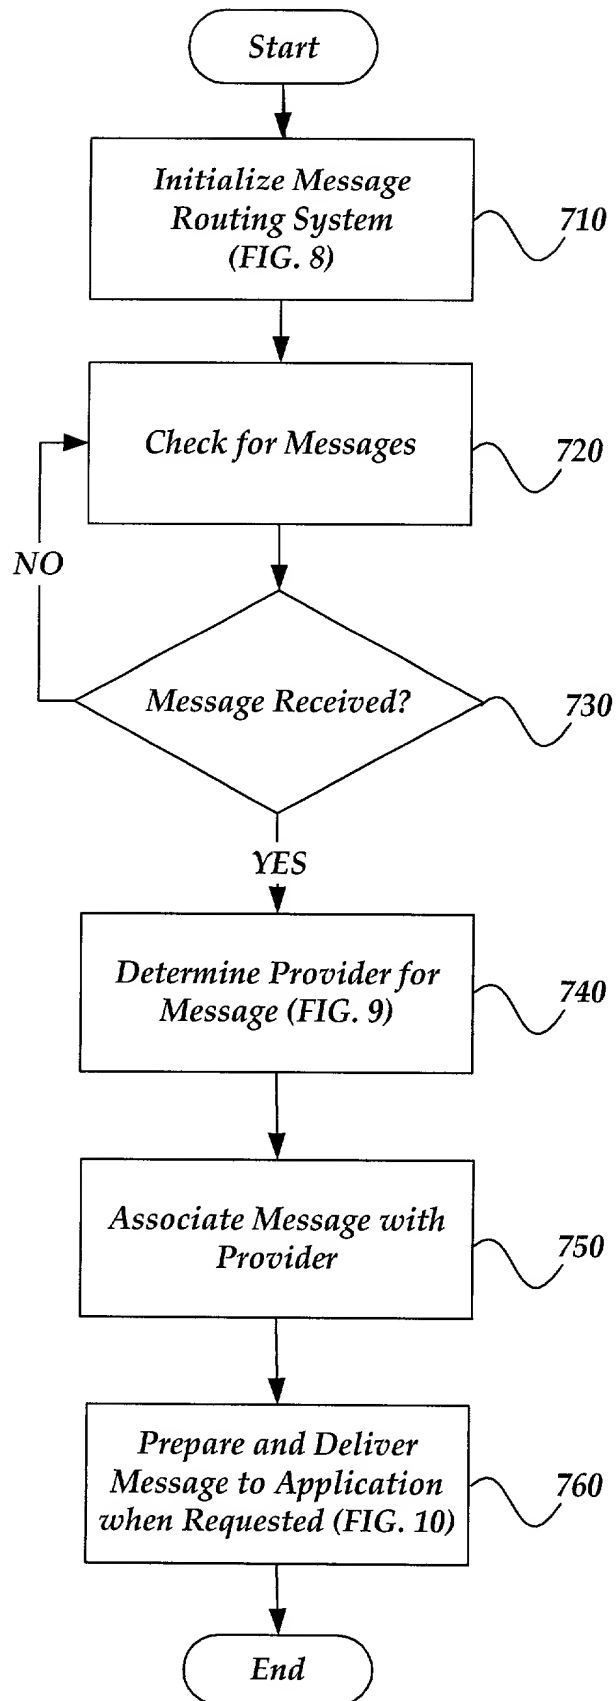 Start
Initialize Message
Routing System
(FIG. 8)
710
Check for Messages
720
NO
Message Received?
730
YES
Determine Provider for
Message (FIG. 9)
740
Associate Message with
Provider
750
Prepare and Deliver
Message to Application
when Requested (FIG. 10)
760
End